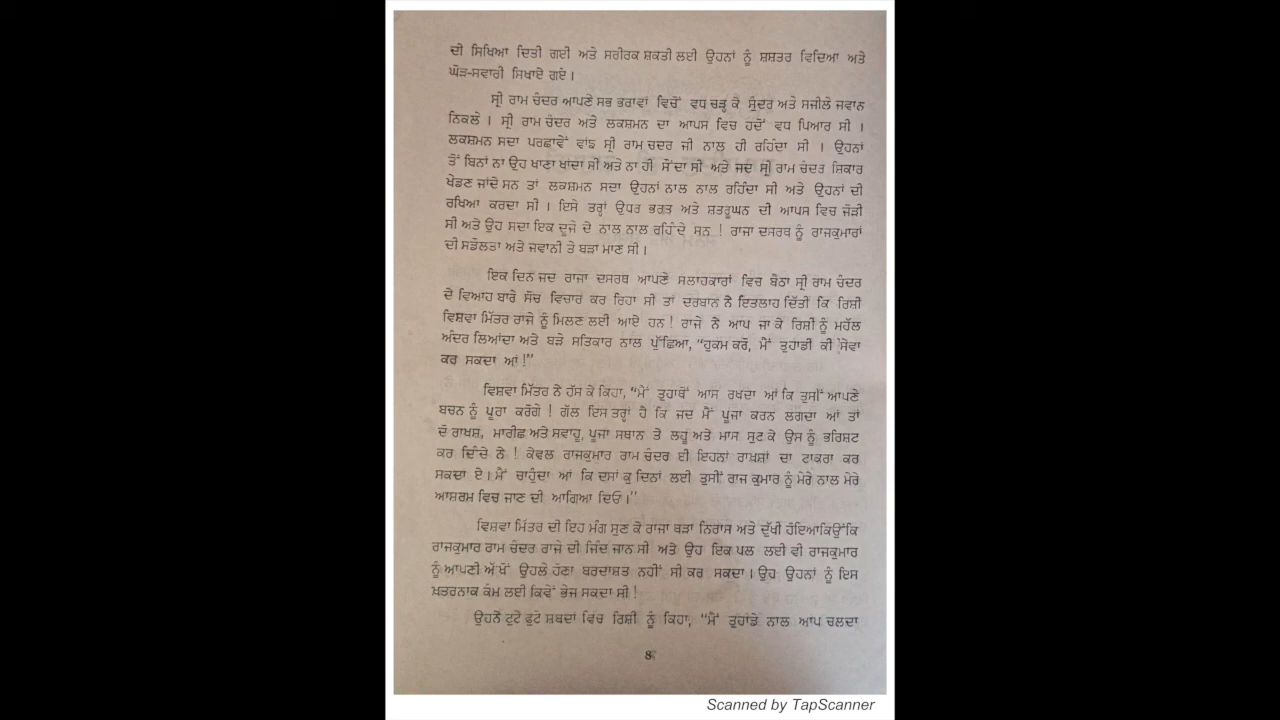 ਦੀ ਸਿਖਿਆ ਦਿਤੀ ਗਈ ਅਤੇ ਸਰੀਰਕ ਸ਼ਕਤੀ ਲਈ ਉਹਨਾਂ ਨੂੰ ਸ਼ਸ਼ਤਰ ਵਿਦਿਆ ਅਤੇ
ਘੋੜ-ਸਵਾਰੀ ਸਿਖਾਏ ਗਏ ।
ਸ੍ਰੀ ਰਾਮ ਚੰਦਰ ਆਪਣੇ ਸਭ ਭਰਾਵਾਂ ਵਿਚੋਂ ਵਧ ਚੜ੍ਹ ਕੇ ਸੁੰਦਰ ਅਤੇ ਸਜੀਲੇ ਜਵਾਨ
ਨਿਕਲੇ । ਸ੍ਰੀ ਰਾਮ ਚੰਦਰ ਅਤੇ ਲਕਸ਼ਮਨ ਦਾ ਆਪਸ ਵਿਚ ਹਦੋਂ ਵਧ ਪਿਆਰ ਸੀ ।
ਲਕਸ਼ਮਨ ਸਦਾ ਪਰਛਾਵੇਂ ਵਾਂਙ ਸ੍ਰੀ ਰਾਮ ਚਦਰ ਜੀ ਨਾਲ ਹੀ ਰਹਿੰਦਾ ਸੀ । ਉਹਨਾਂ
ਤੋਂ ਬਿਨਾਂ ਨਾ ਉਹ ਖਾਣਾ ਖਾਂਦਾ ਸੀ ਅਤੇ ਨਾ ਹੀ ਸੌਂਦਾ ਸੀ ਅਤੇ ਜਦ ਸ੍ਰੀ ਰਾਮ ਚੰਦਰ ਸ਼ਿਕਾਰ
ਖੇਡਣ ਜਾਂਦੇ ਸਨ ਤਾਂ ਲਕਸ਼ਮਨ ਸਦਾ ਉਹਨਾਂ ਨਾਲ ਨਾਲ ਰਹਿੰਦਾ ਸੀ ਅਤੇ ਉਹਨਾਂ ਦੀ
ਰਖਿਆ ਕਰਦਾ ਸੀ । ਇਸੇ ਤਰ੍ਹਾਂ ਉਧਰ ਭਰਤ ਅਤੇ ਸ਼ਤਰੂਘਨ ਦੀ ਆਪਸ ਵਿਚ ਜੋੜੀ
ਸੀ ਅਤੇ ਉਹ ਸਦਾ ਇਕ ਦੂਜੇ ਦੇ ਨਾਲ ਨਾਲ ਰਹਿੰਦੇ ਸਨ ! ਰਾਜਾ ਦਸਰਥ ਨੂੰ ਰਾਜਕੁਮਾਰਾਂ
ਦੀ ਸਡੋਲਤਾ ਅਤੇ ਜਵਾਨੀ ਤੇ ਬੜਾ ਮਾਣ ਸੀ ।
ਇਕ ਦਿਨ ਜਦ ਰਾਜਾ ਦਸਰਥ ਆਪਣੇ ਸਲਾਹਕਾਰਾਂ ਵਿਚ ਬੈਠਾ ਸ੍ਰੀ ਰਾਮ ਚੰਦਰ
ਦੇ ਵਿਆਹ ਬਾਰੇ ਸੋਚ ਵਿਚਾਰ ਕਰ ਰਿਹਾ ਸੀ ਤਾਂ ਦਰਬਾਨ ਨੇ ਇਤਲਾਹ ਦਿੱਤੀ ਕਿ ਰਿਸ਼ੀ
ਵਿਸ਼ਵਾ ਮਿੱਤਰ ਰਾਜੇ ਨੂੰ ਮਿਲਣ ਲਈ ਆਏ ਹਨ ! ਰਾਜੇ ਨੇ ਆਪ ਜਾ ਕੇ ਰਿਸ਼ੀ ਨੂੰ ਮਹੱਲ
ਅੰਦਰ ਲਿਆਂਦਾ ਅਤੇ ਬੜੇ ਸਤਿਕਾਰ ਨਾਲ ਪੁੱਛਿਆ, "ਹੁਕਮ ਕਰੋ, ਮੈਂ ਤੁਹਾਡੀ ਕੀ ਸੇਵਾ
ਕਰ ਸਕਦਾ ਆਂ !"
ਵਿਸ਼ਵਾ ਮਿੱਤਰ ਨੇ ਹੱਸ ਕੇ ਕਿਹਾ, "ਮੈਂ ਤੁਹਾਥੋਂ ਆਸ ਰਖਦਾ ਆਂ ਕਿ ਤੁਸੀਂ ਆਪਣੇ
ਬਚਨ ਨੂੰ ਪੂਰਾ ਕਰੋਗੇ ! ਗੱਲ ਇਸ ਤਰ੍ਹਾਂ ਹੈ ਕਿ ਜਦ ਮੈਂ ਪੂਜਾ ਕਰਨ ਲਗਦਾ ਆਂ ਤਾਂ
ਦੋ ਰਾਖਸ਼, ਮਾਰੀਛ ਅਤੇ ਸਵਾਹੂ, ਪੂਜਾ ਸਥਾਨ ਤੇ ਲਹੂ ਅਤੇ ਮਾਸ ਸੁਣ ਕੇ ਉਸ ਨੂੰ ਭਰਿਸ਼ਟ
ਕਰ ਦਿੰਦੇ ਨੇ ! ਕੇਵਲ ਰਾਜਕੁਮਾਰ ਰਾਮ ਚੰਦਰ ਈ ਇਹਨਾਂ ਰਾਖ਼ਸ਼ਾਂ ਦਾ ਟਾਕਰਾ ਕਰ
ਸਕਦਾ ਏ । ਮੈਂ ਚਾਹੁੰਦਾ ਆਂ ਕਿ ਦਸਾਂ ਕੁ ਦਿਨਾਂ ਲਈ ਤੁਸੀਂ ਰਾਜ ਕੁਮਾਰ ਨੂੰ ਮੇਰੇ ਨਾਲ ਮੇਰੇ
ਆਸ਼ਰਮ ਵਿਚ ਜਾਣ ਦੀ ਆਗਿਆ ਦਿਓ ।"
ਵਿਸ਼ਵਾ ਮਿੱਤਰ ਦੀ ਇਹ ਮੰਗ ਸੁਣ ਕੇ ਰਾਜਾ ਬੜਾ ਨਿਰਾਸ ਅਤੇ ਦੁੱਖੀ ਹੋਇਆਕਿਉਂਕਿ
ਰਾਜਕੁਮਾਰ ਰਾਮ ਚੰਦਰ ਰਾਜੇ ਦੀ ਜਿੰਦ ਜਾਨ ਸੀ ਅਤੇ ਉਹ ਇਕ ਪਲ ਲਈ ਵੀ ਰਾਜਕੁਮਾਰ
ਨੂੰ ਆਪਣੀ ਅੱਖੋਂ ਉਹਲੇ ਹੋਣਾ ਬਰਦਾਸ਼ਤ ਨਹੀਂ ਸੀ ਕਰ ਸਕਦਾ । ਉਹ ਉਹਨਾਂ ਨੂੰ ਇਸ
ਖ਼ਤਰਨਾਕ ਕੰਮ ਲਈ ਕਿਵੇਂ ਭੇਜ ਸਕਦਾ ਸੀ !
ਉਹਨੇ ਟੁਟੇ ਫੁਟੇ ਸ਼ਬਦਾਂ ਵਿਚ ਰਿਸ਼ੀ ਨੂੰ ਕਿਹਾ, "ਮੈਂ ਤੁਹਾਡੇ ਨਾਲ ਆਪ ਚਲਦਾ
8
Scanned by TapScanner